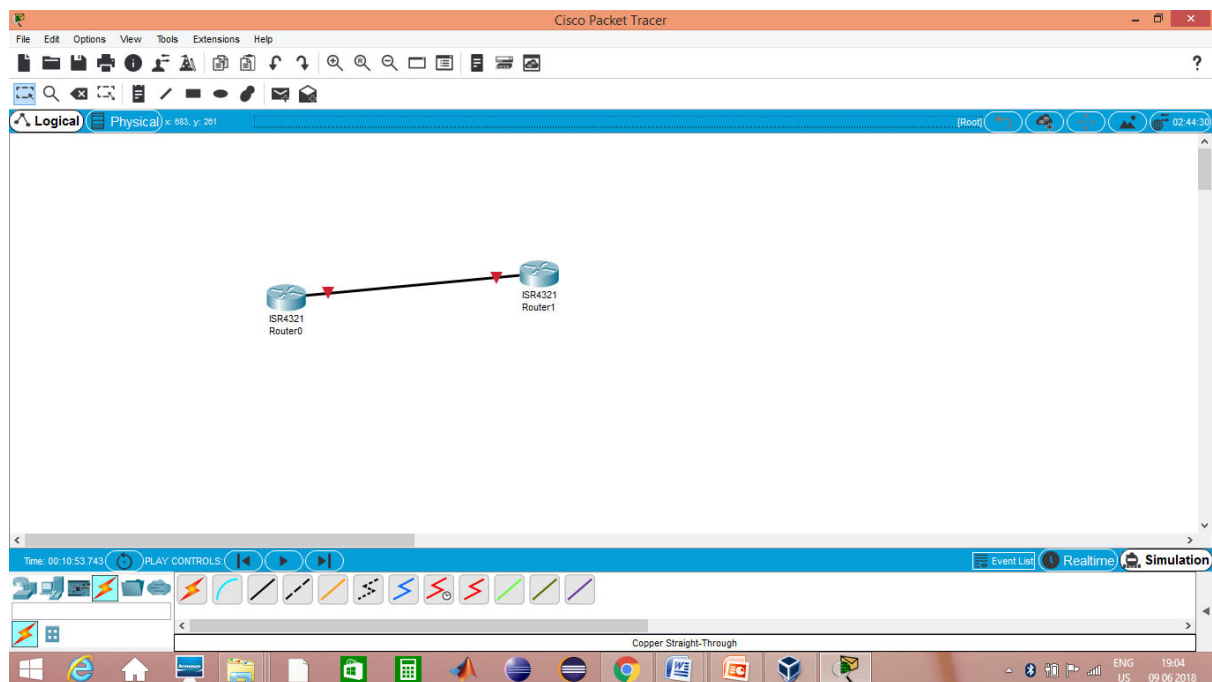 Cisco Packet Tracer
File Edit Options View Tools Extensions Help
?
Logical Physical x: 683, y: 261 [Root] 02:44:30
ISR4321
Router0
ISR4321
Router1
Time: 00:10:53.743 PLAY CONTROLS: Event List Realtime Simulation
Copper Straight-Through
ENG 19:04
US 09 06 2018